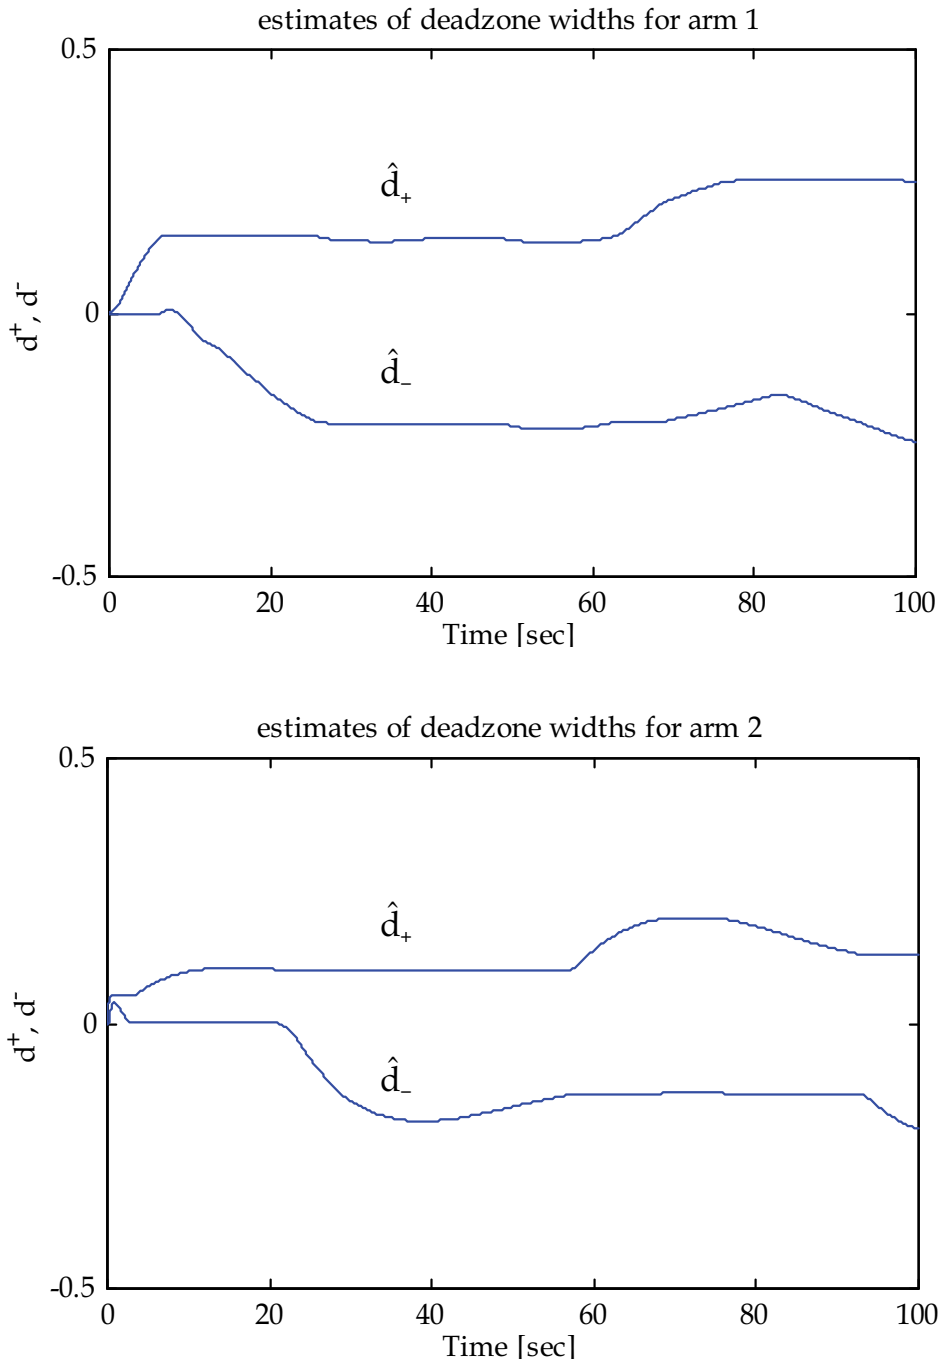 estimates of deadzone widths for arm 1
0.5
d̂₊
0
d⁺, d⁻
d̂₋
-0.5
0 20 40 60 80 100
Time [sec]
estimates of deadzone widths for arm 2
0.5
d̂₊
0
d⁺, d⁻
d̂₋
-0.5
0 20 40 60 80 100
Time [sec]